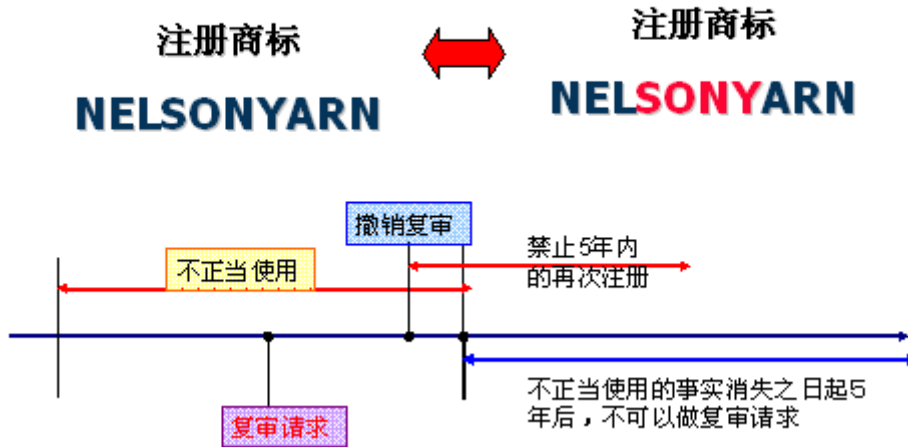 注册商标
注册商标
NELSONYARN
NELSONYARN
撤销复审
不正当使用
禁止5年内
的再次注册
复审请求
不正当使用的事实消失之日起5
年后，不可以做复审请求